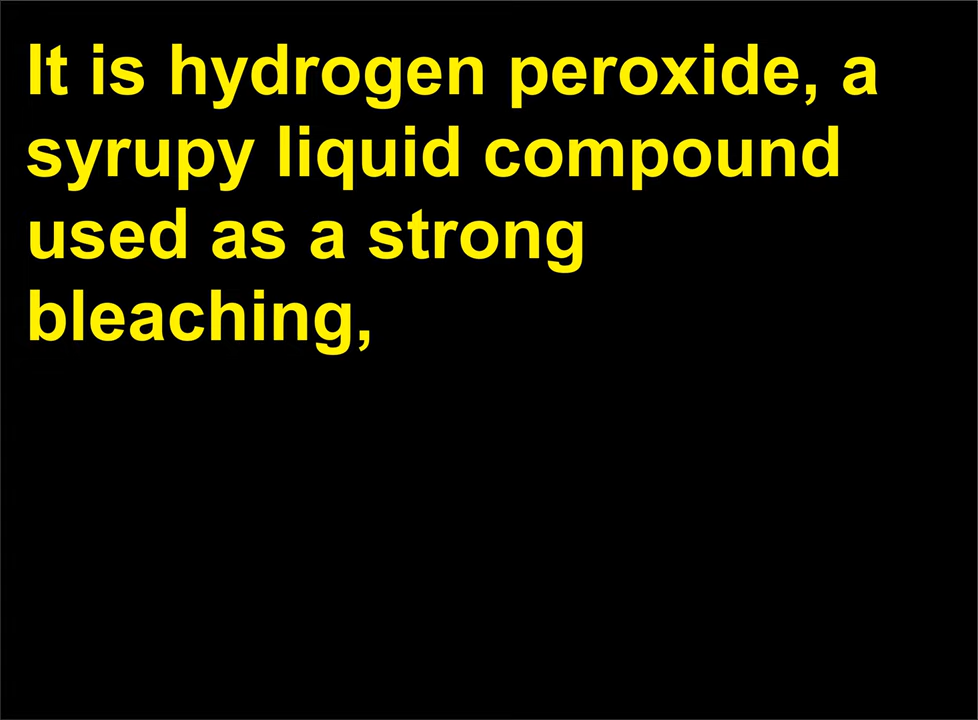 It is hydrogen peroxide, a
syrupy liquid compound
used as a strong
bleaching,